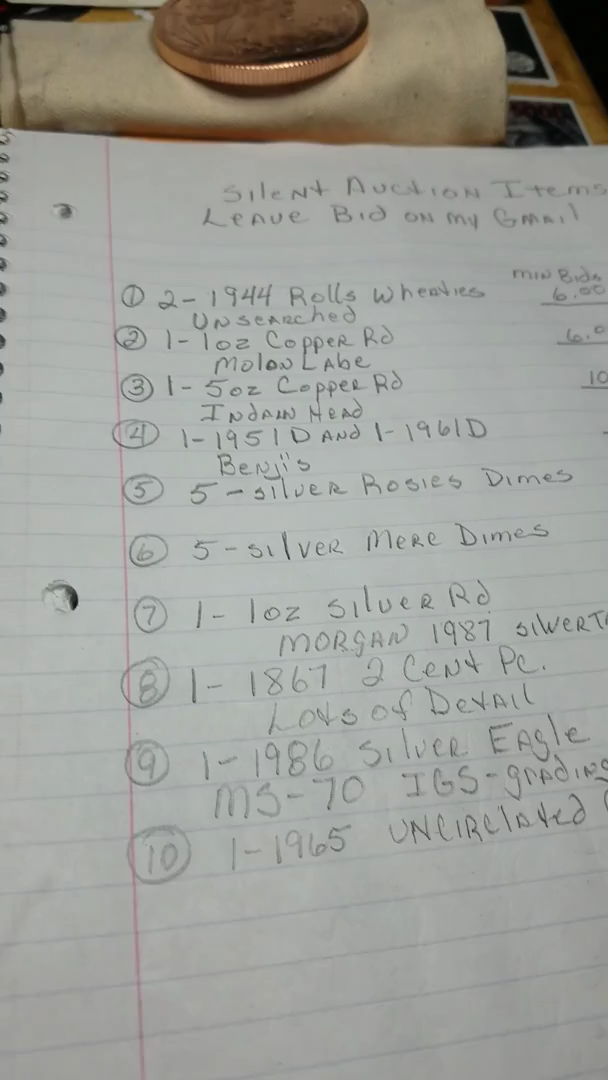 Silent Auction Items
Leave Bid on my Gmail
Min Bids
① 2-1944 Rolls Wheaties 6.00
Unsearched
② 1-1oz Copper Rd 6.0
Molon Labe
③ 1-5oz Copper Rd 10
Indain Head
④ 1-1951D and 1-1961D
Benji's
⑤ 5-silver Rosies Dimes
⑥ 5-silver Mere Dimes
⑦ 1-1oz silver Rd
Morgan 1987 silwerT
⑧ 1-1867 2 Cent Pc.
Lots of Detail
⑨ 1-1986 Silver Eagle
MS-70 IGS-grading
⑩ 1-1965 Uncirclated